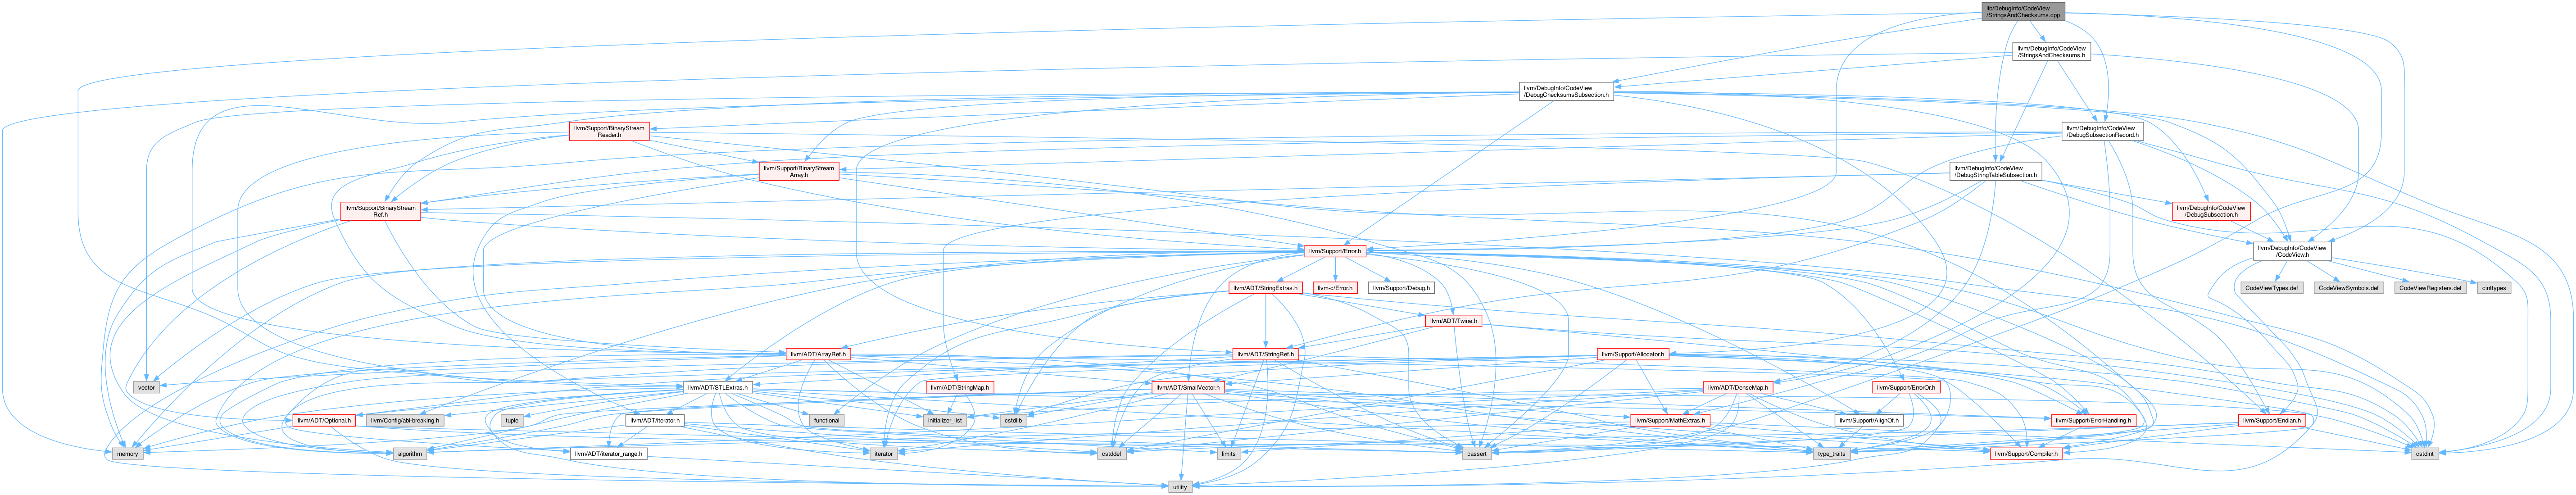 lib/DebugInfo/CodeView
/StringsAndChecksums.cpp
llvm/DebugInfo/CodeView
/StringsAndChecksums.h
llvm/DebugInfo/CodeView
/DebugChecksumsSubsection.h
llvm/Support/BinaryStream
Reader.h
llvm/DebugInfo/CodeView
/DebugSubsectionRecord.h
llvm/Support/BinaryStream
Array.h
llvm/DebugInfo/CodeView
/DebugStringTableSubsection.h
llvm/Support/BinaryStream
Ref.h
llvm/DebugInfo/CodeView
/DebugSubsection.h
llvm/Support/Error.h
llvm/DebugInfo/CodeView
/CodeView.h
llvm/ADT/StringExtras.h
llvm-c/Error.h
llvm/Support/Debug.h
CodeViewTypes.def
CodeViewSymbols.def
CodeViewRegisters.def
cinttypes
llvm/ADT/Twine.h
llvm/ADT/ArrayRef.h
llvm/ADT/StringRef.h
llvm/Support/Allocator.h
vector
llvm/ADT/STLExtras.h
llvm/ADT/StringMap.h
llvm/ADT/SmallVector.h
llvm/ADT/DenseMap.h
llvm/Support/ErrorOr.h
llvm/ADT/Optional.h
llvm/Config/abi-breaking.h
tuple
llvm/ADT/iterator.h
functional
initializer_list
cstdlib
llvm/Support/MathExtras.h
llvm/Support/AlignOf.h
llvm/Support/ErrorHandling.h
llvm/Support/Endian.h
memory
algorithm
llvm/ADT/iterator_range.h
iterator
cstddef
limits
cassert
type_traits
llvm/Support/Compiler.h
cstdint
utility